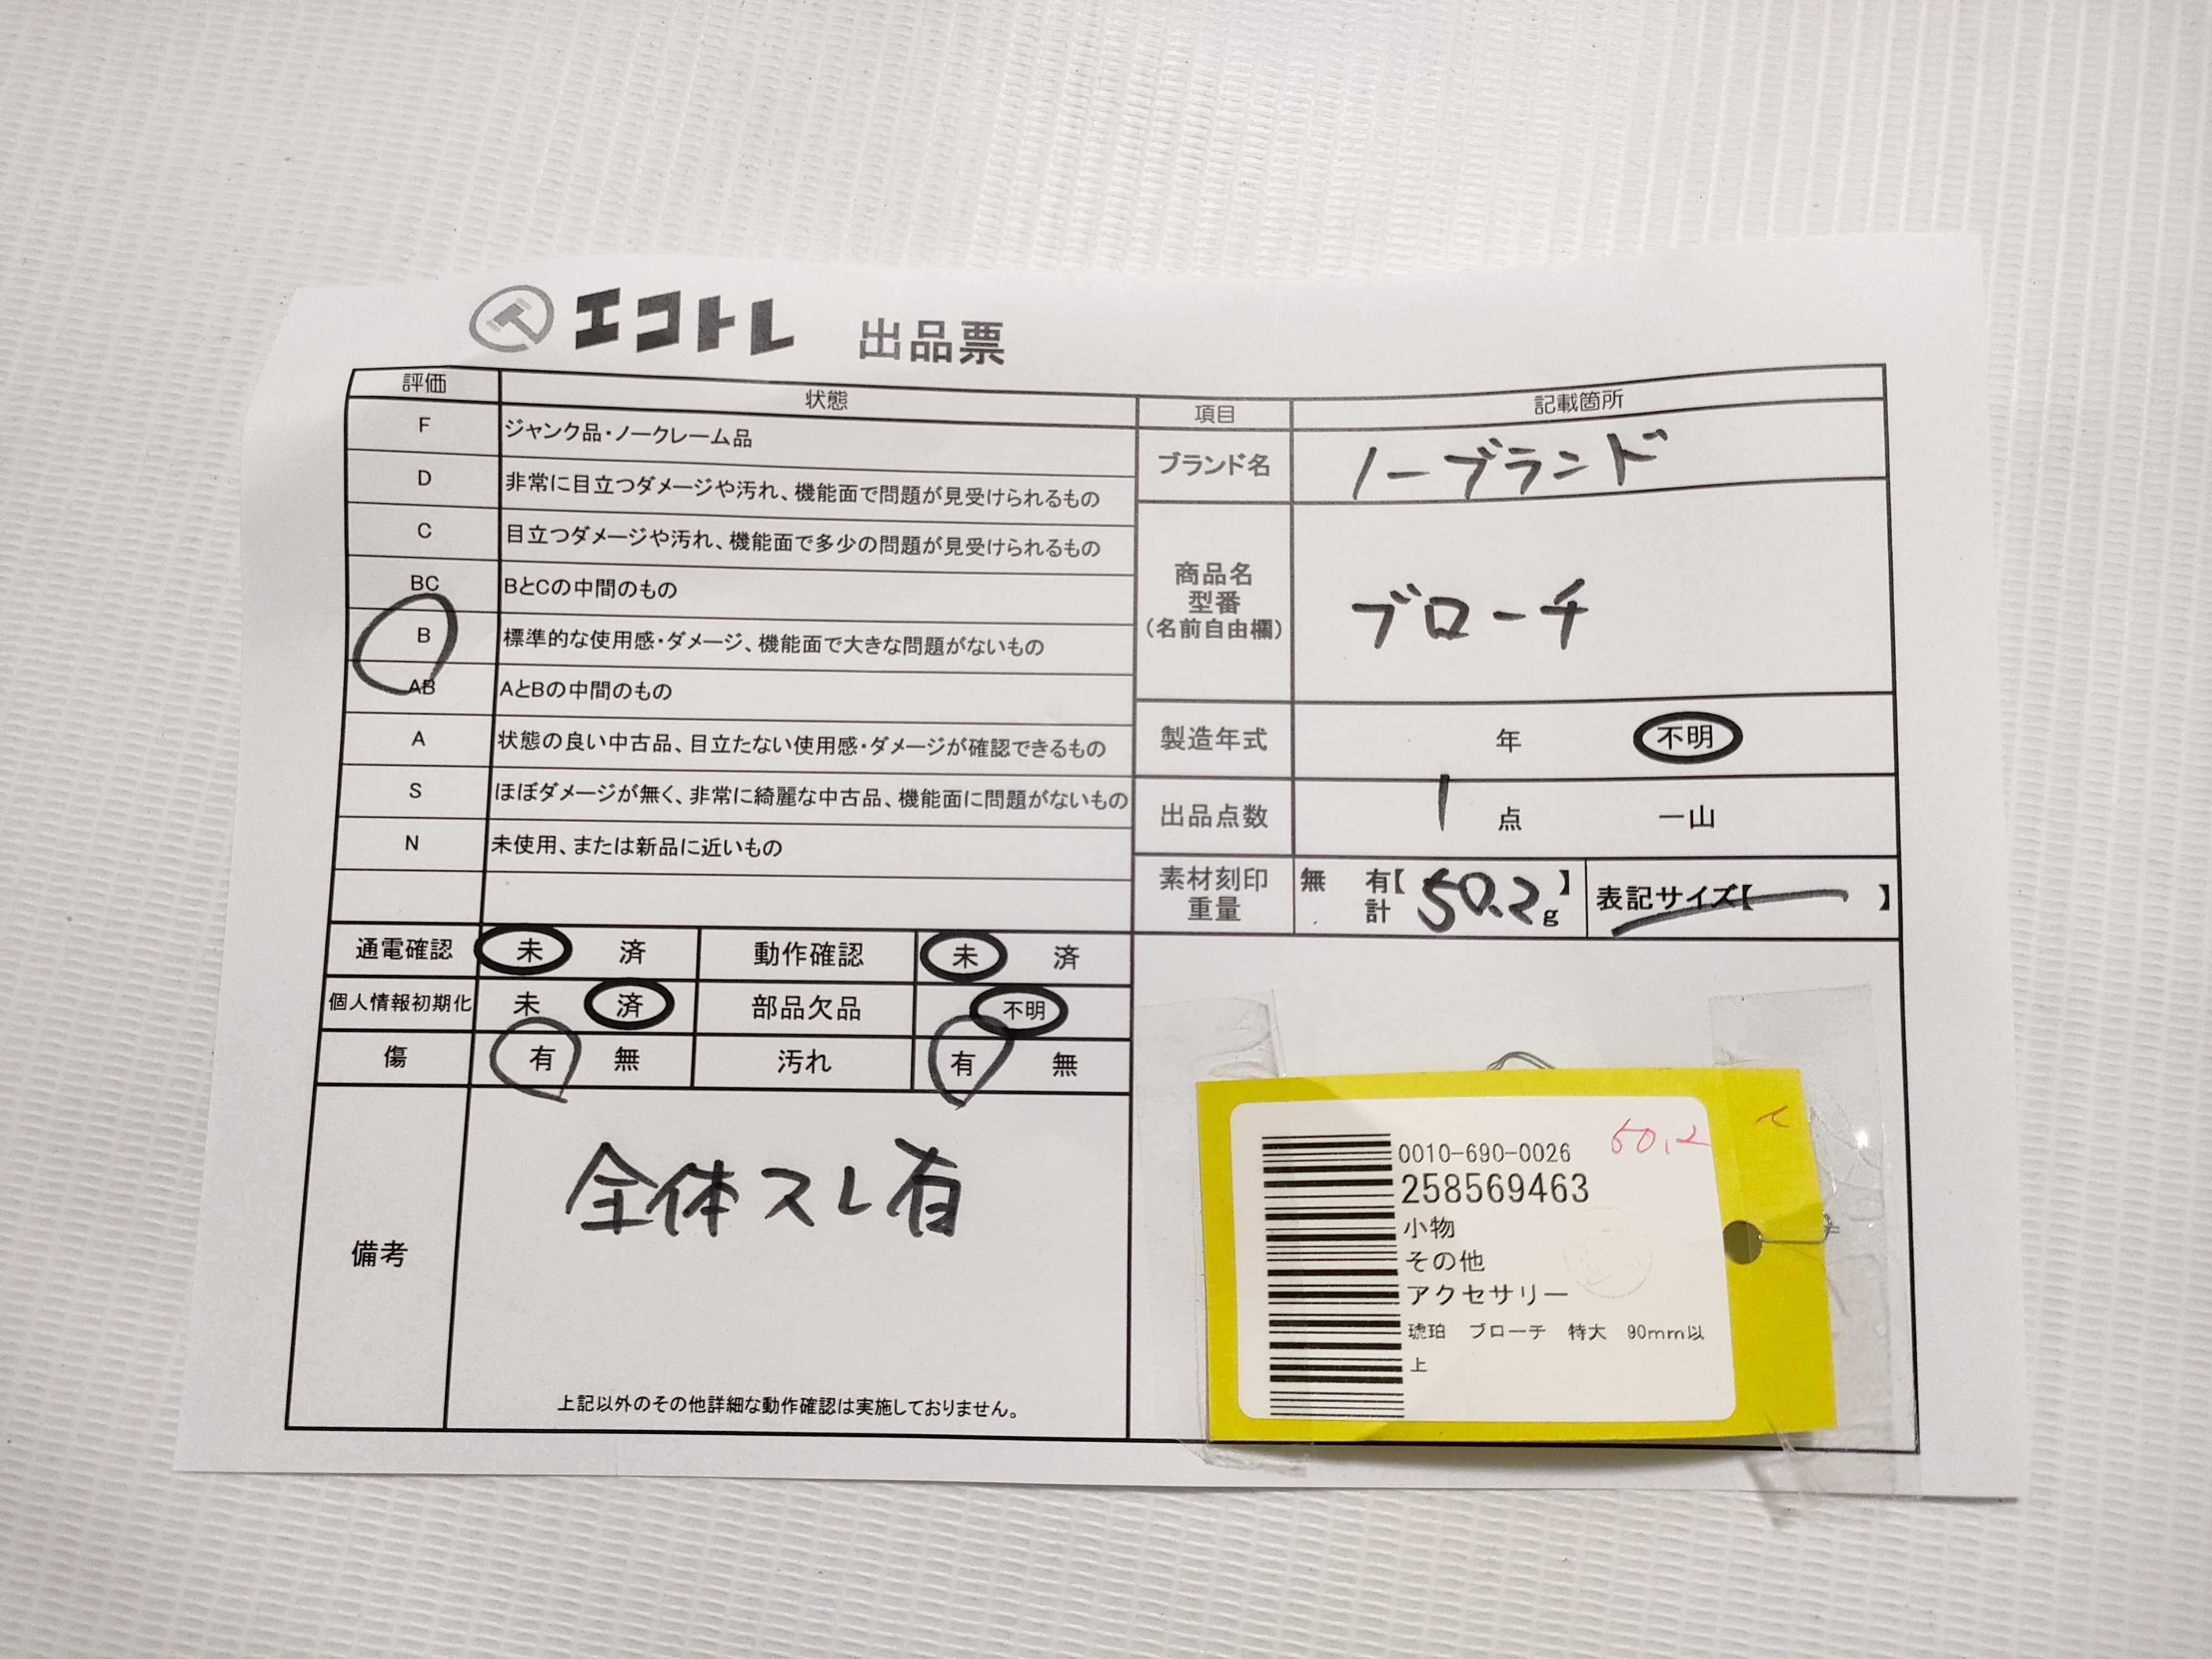 エコトレ 出品票
評価 状態
F ジャンク品・ノークレーム品
D 非常に目立つダメージや汚れ、機能面で問題が見受けられるもの
C 目立つダメージや汚れ、機能面で多少の問題が見受けられるもの
BC BとCの中間のもの
B 標準的な使用感・ダメージ、機能面で大きな問題がないもの
AB AとBの中間のもの
A 状態の良い中古品、目立たない使用感・ダメージが確認できるもの
S ほぼダメージが無く、非常に綺麗な中古品、機能面に問題がないもの
N 未使用、または新品に近いもの
通電確認 未 済 動作確認 未 済
個人情報初期化 未 済 部品欠品 不明
傷 有 無 汚れ 有 無
備考
全体スレ有
上記以外のその他詳細な動作確認は実施しておりません。
項目 記載箇所
ブランド名 ノーブランド
商品名
型番
(名前自由欄)
ブローチ
製造年式 年 不明
出品点数 1点 一山
素材刻印 無 有【
重量 計 50.2g 】
表記サイズ【 】
50.2
0010-690-0026
258569463
小物
その他
アクセサリー
琥珀 ブローチ 特大 90mm以
上